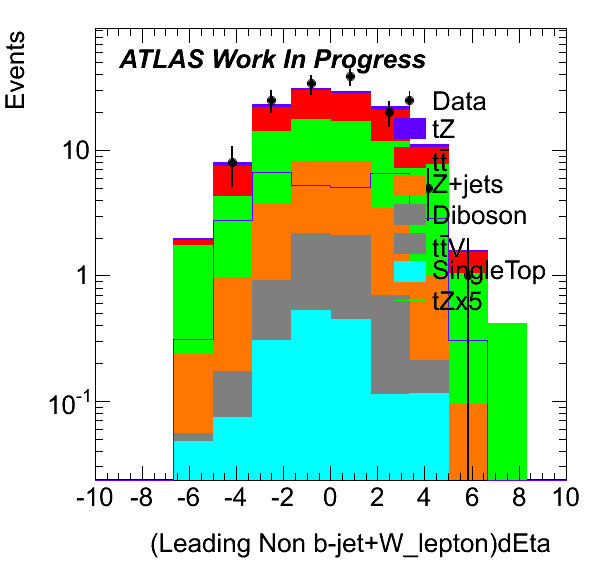 Events
ATLAS Work In Progress
Data
tZ
tt̄
Z+jets
Diboson
tt̄V
SingleTop
tZx5
10
1
10⁻¹
-10 -8 -6 -4 -2 0 2 4 6 8 10
(Leading Non b-jet+W_lepton)dEta